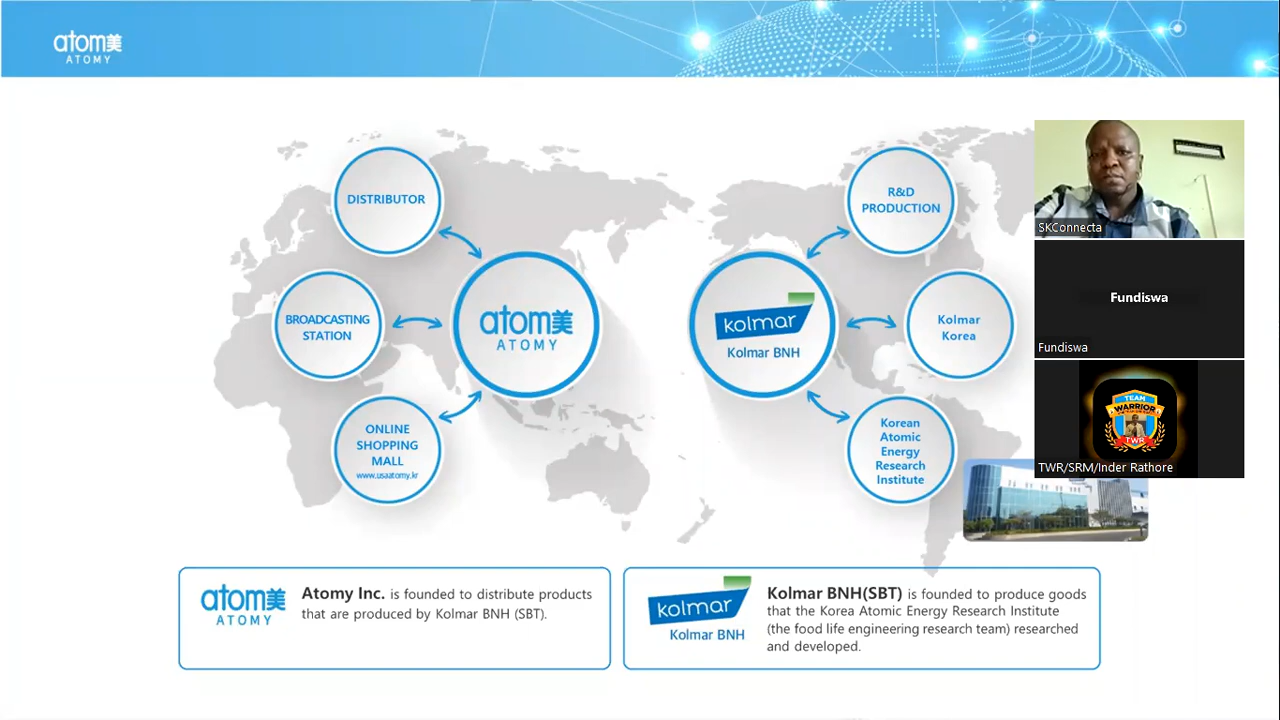 atom美
ATOMY
DISTRIBUTOR
BROADCASTING
STATION
ONLINE
SHOPPING
MALL
www.usaatomy.kr
atom美
ATOMY
kolmar
Kolmar BNH
R&D
PRODUCTION
Kolmar
Korea
Korean
Atomic
Energy
Research
Institute
SKConnecta
Fundiswa
Fundiswa
TEAM
WARRIOR
TWR
TWR/SRM/Inder Rathore
atom美
ATOMY
Atomy Inc. is founded to distribute products
that are produced by Kolmar BNH (SBT).
kolmar
Kolmar BNH
Kolmar BNH(SBT) is founded to produce goods
that the Korea Atomic Energy Research Institute
(the food life engineering research team) researched
and developed.